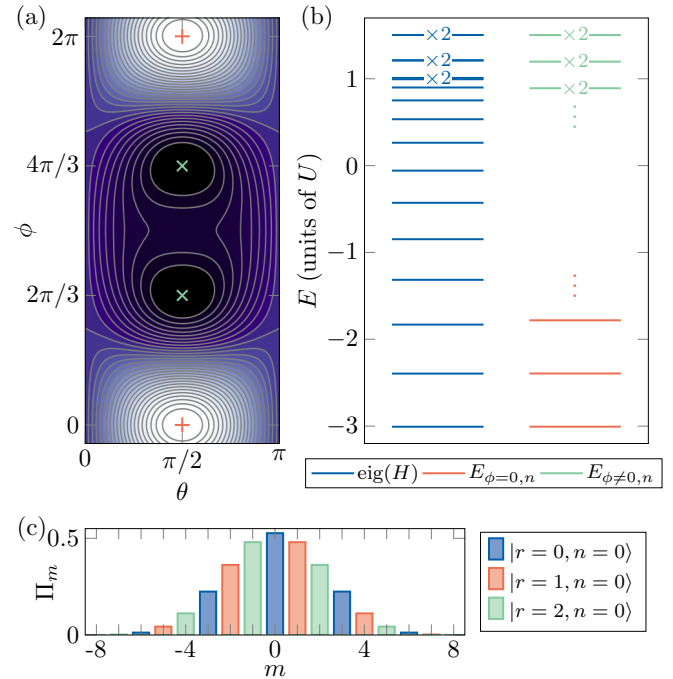 (a)
2π
4π/3
2π/3
0
ϕ
0
π/2
π
θ
(b)
1
0
−1
−2
−3
E (units of U)
×2
×2
×2
×2
×2
×2
eig(H)
E_{ϕ=0,n}
E_{ϕ≠0,n}
(c)
0.5
0
Π_m
-8
-4
0
4
8
m
|r = 0, n = 0⟩
|r = 1, n = 0⟩
|r = 2, n = 0⟩